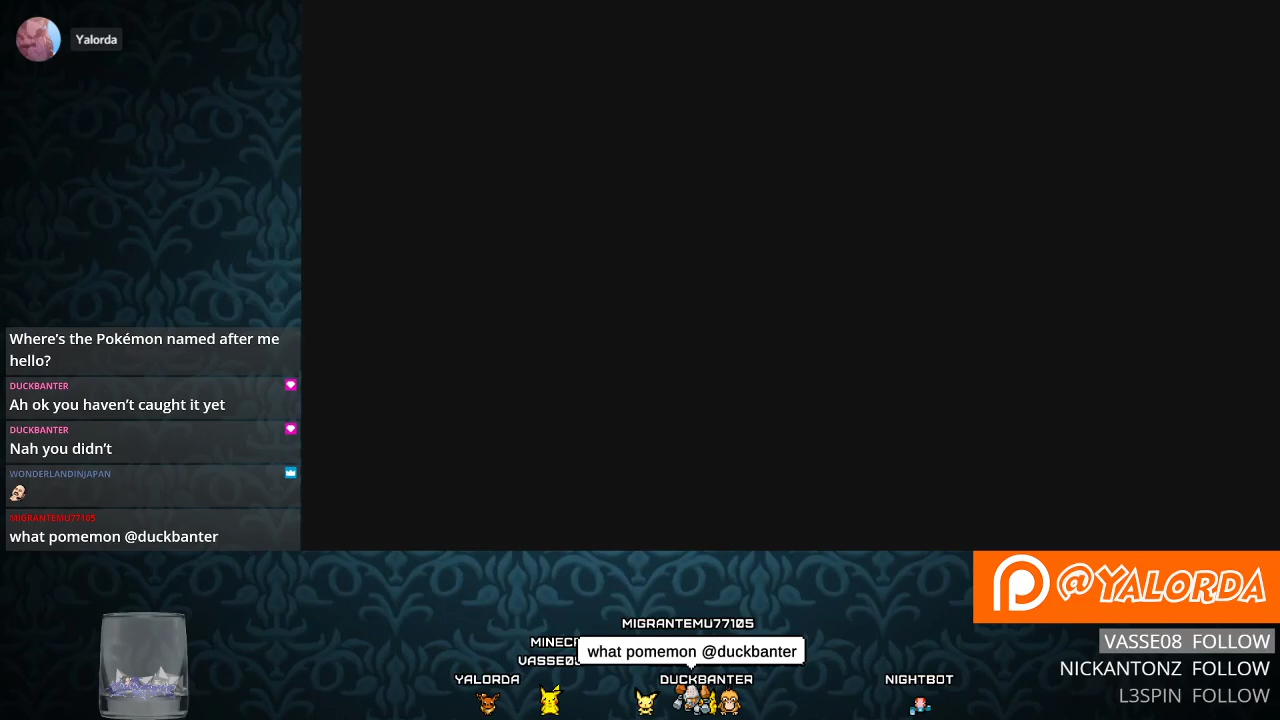 Yalorda
Where's the Pokémon named after me
hello?
DUCKBANTER
Ah ok you haven't caught it yet
DUCKBANTER
Nah you didn't
WONDERLANDINJAPAN
MIGRANTEMU77105
what pomemon @duckbanter
@YALORDA
MIGRANTEMU77105
what pomemon @duckbanter
YALORDA
DUCKBANTER
NIGHTBOT
VASSE08 FOLLOW
NICKANTONZ FOLLOW
L3SPIN FOLLOW